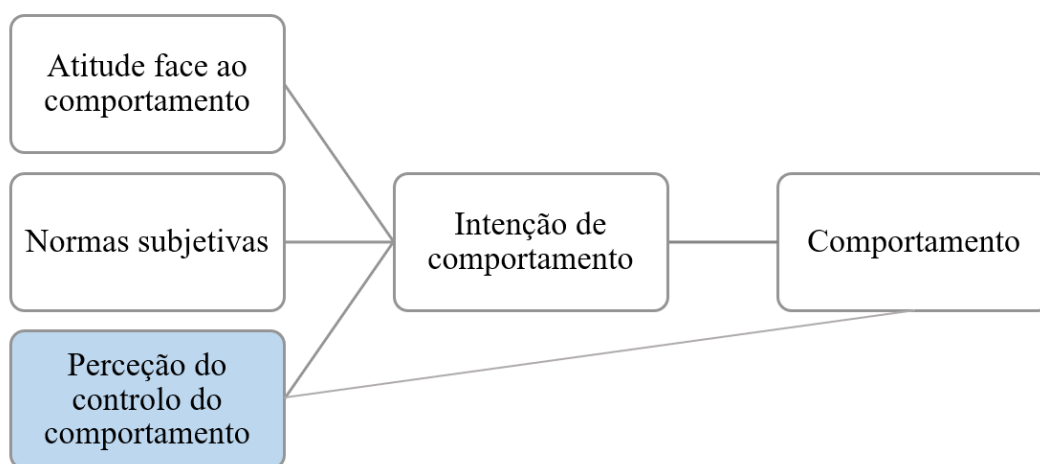 Atitude face ao
comportamento
Normas subjetivas
Perceção do
controlo do
comportamento
Intenção de
comportamento
Comportamento